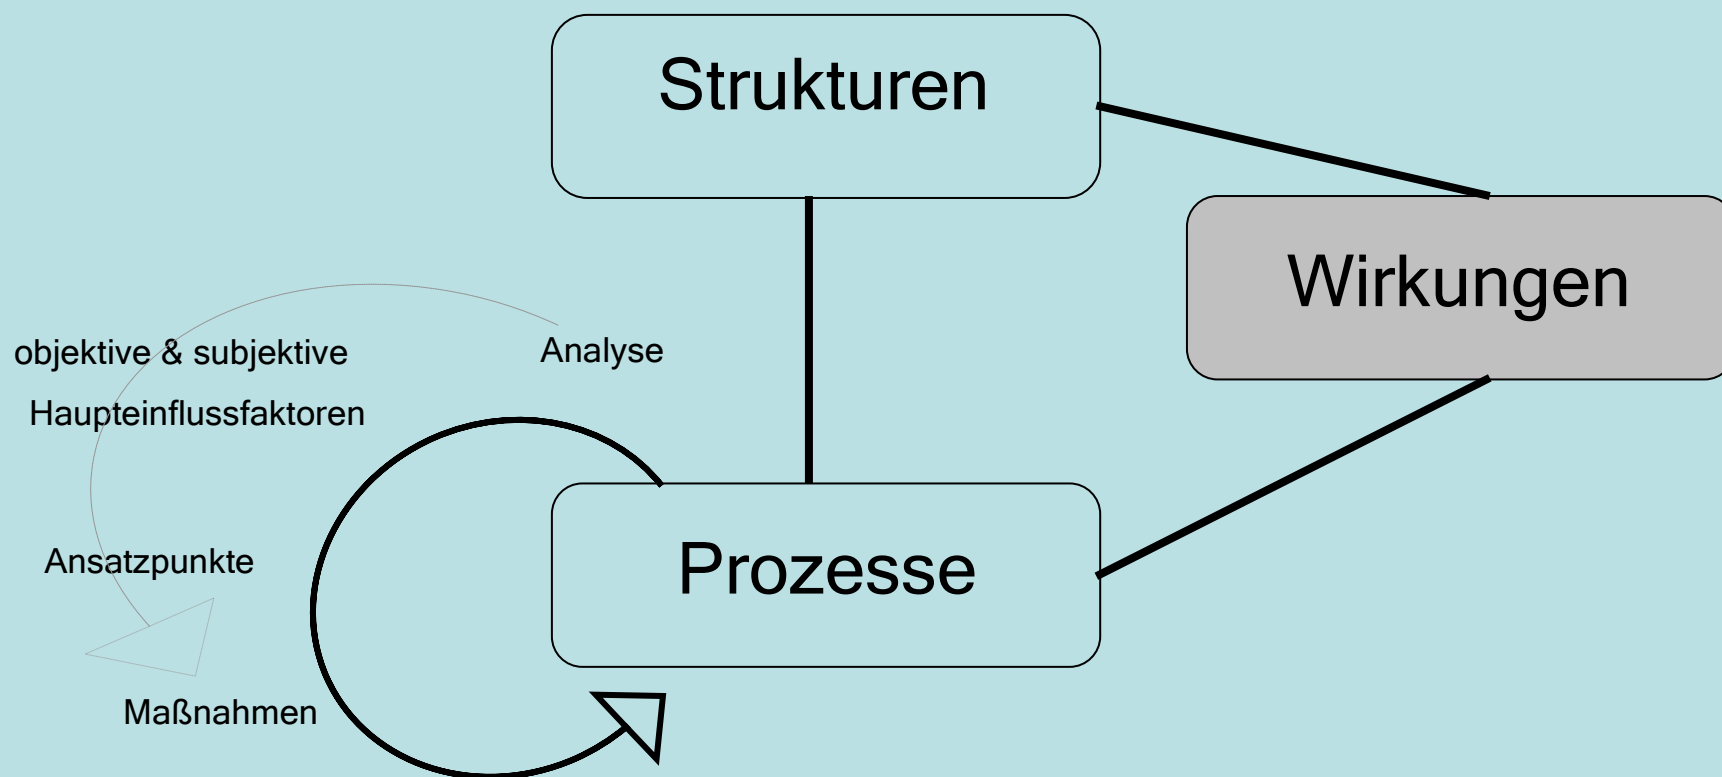 Strukturen
Wirkungen
Analyse
objektive & subjektive
Haupteinflussfaktoren
Ansatzpunkte
Prozesse
Maßnahmen